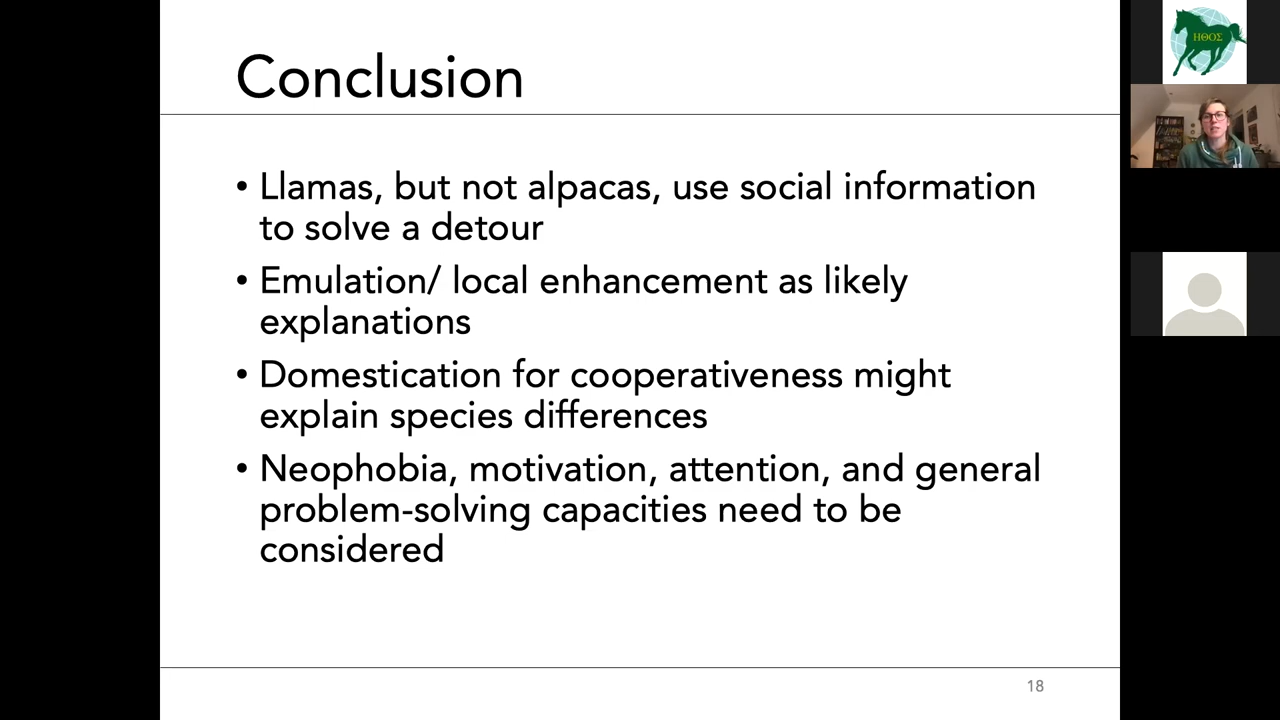 Conclusion
• Llamas, but not alpacas, use social information
to solve a detour
• Emulation/ local enhancement as likely
explanations
• Domestication for cooperativeness might
explain species differences
• Neophobia, motivation, attention, and general
problem-solving capacities need to be
considered
18
ΗΘΟΣ